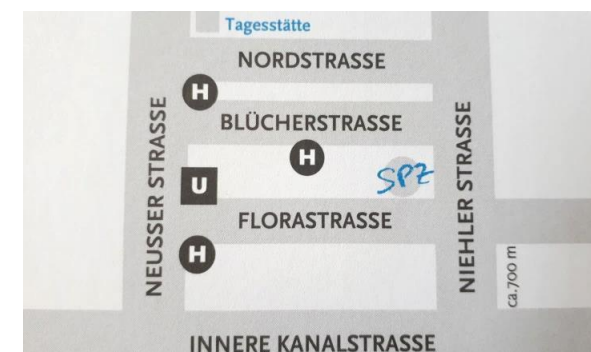 Tagesstätte
NORDSTRASSE
H
BLÜCHERSTRASSE
H
SPZ
U
FLORASTRASSE
H
NEUSSER STRASSE
NIEHLER STRASSE
ca.700 m
INNERE KANALSTRASSE